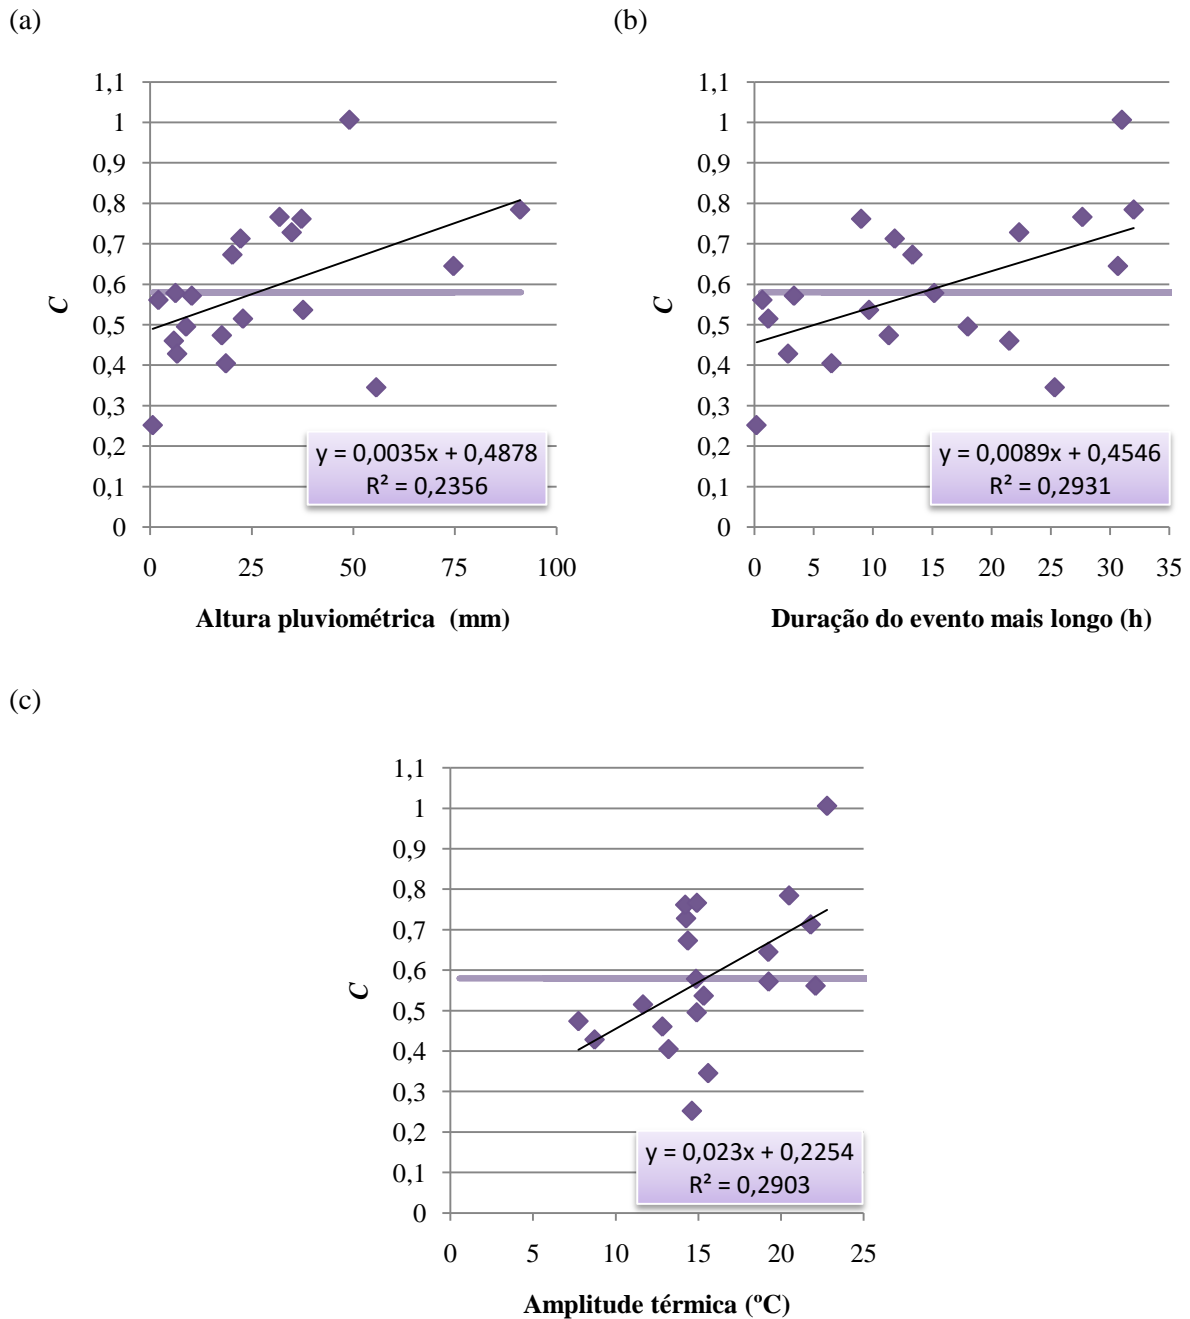 (a)
(b)
1,1
1
0,9
0,8
0,7
0,6
0,5
0,4
0,3
0,2
0,1
0
C
y = 0,0035x + 0,4878
R² = 0,2356
0 25 50 75 100
Altura pluviométrica (mm)
1,1
1
0,9
0,8
0,7
0,6
0,5
0,4
0,3
0,2
0,1
0
C
y = 0,0089x + 0,4546
R² = 0,2931
0 5 10 15 20 25 30 35
Duração do evento mais longo (h)
(c)
1,1
1
0,9
0,8
0,7
0,6
0,5
0,4
0,3
0,2
0,1
0
C
y = 0,023x + 0,2254
R² = 0,2903
0 5 10 15 20 25
Amplitude térmica (ºC)